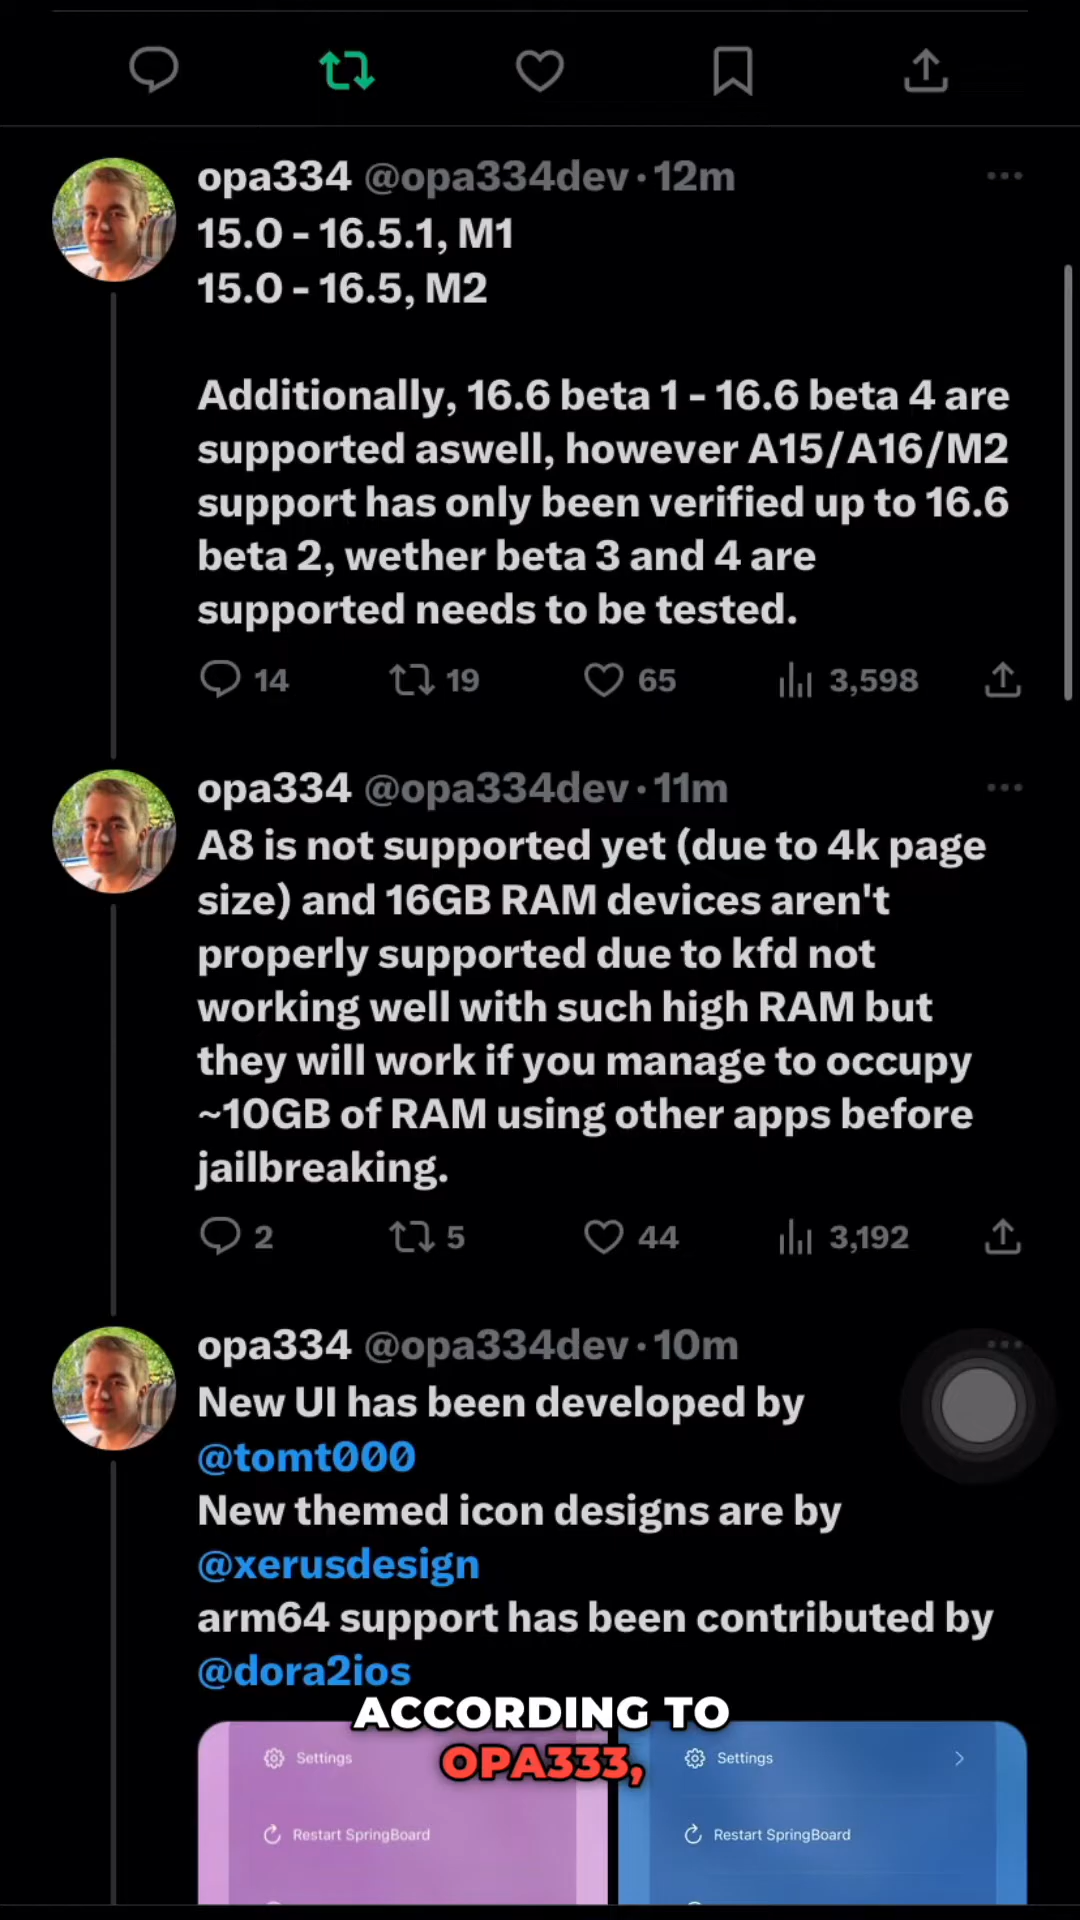 opa334 @opa334dev · 12m
15.0 - 16.5.1, M1
15.0 - 16.5, M2
Additionally, 16.6 beta 1 - 16.6 beta 4 are
supported aswell, however A15/A16/M2
support has only been verified up to 16.6
beta 2, wether beta 3 and 4 are
supported needs to be tested.
14 19 65 3,598
opa334 @opa334dev · 11m
A8 is not supported yet (due to 4k page
size) and 16GB RAM devices aren't
properly supported due to kfd not
working well with such high RAM but
they will work if you manage to occupy
~10GB of RAM using other apps before
jailbreaking.
2 5 44 3,192
opa334 @opa334dev · 10m
New UI has been developed by
@tomt000
New themed icon designs are by
@xerusdesign
arm64 support has been contributed by
@dora2ios
ACCORDING TO
OPA333,
Settings Settings
Restart SpringBoard Restart SpringBoard